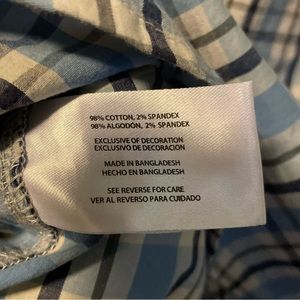 98% COTTON, 2% SPANDEX
98% ALGODÓN, 2% SPANDEX
EXCLUSIVE OF DECORATION
EXCLUSIVO DE DECORACIÓN
MADE IN BANGLADESH
HECHO EN BANGLADESH
SEE REVERSE FOR CARE
VER AL REVERSO PARA CUIDADO